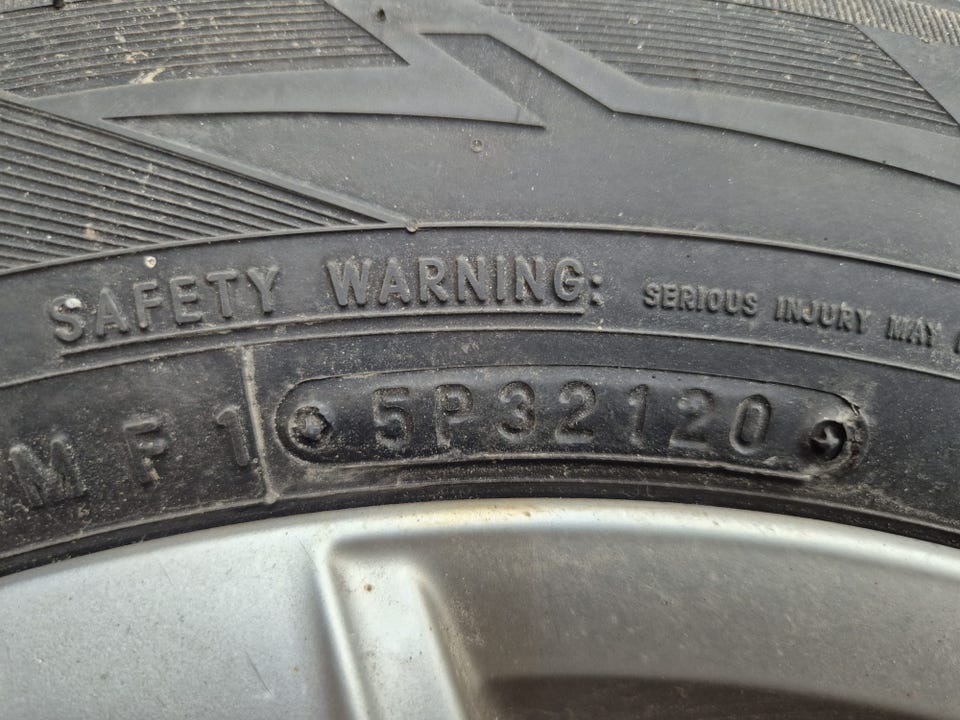 SAFETY WARNING: SERIOUS INJURY MAY
M F 1 5P32120